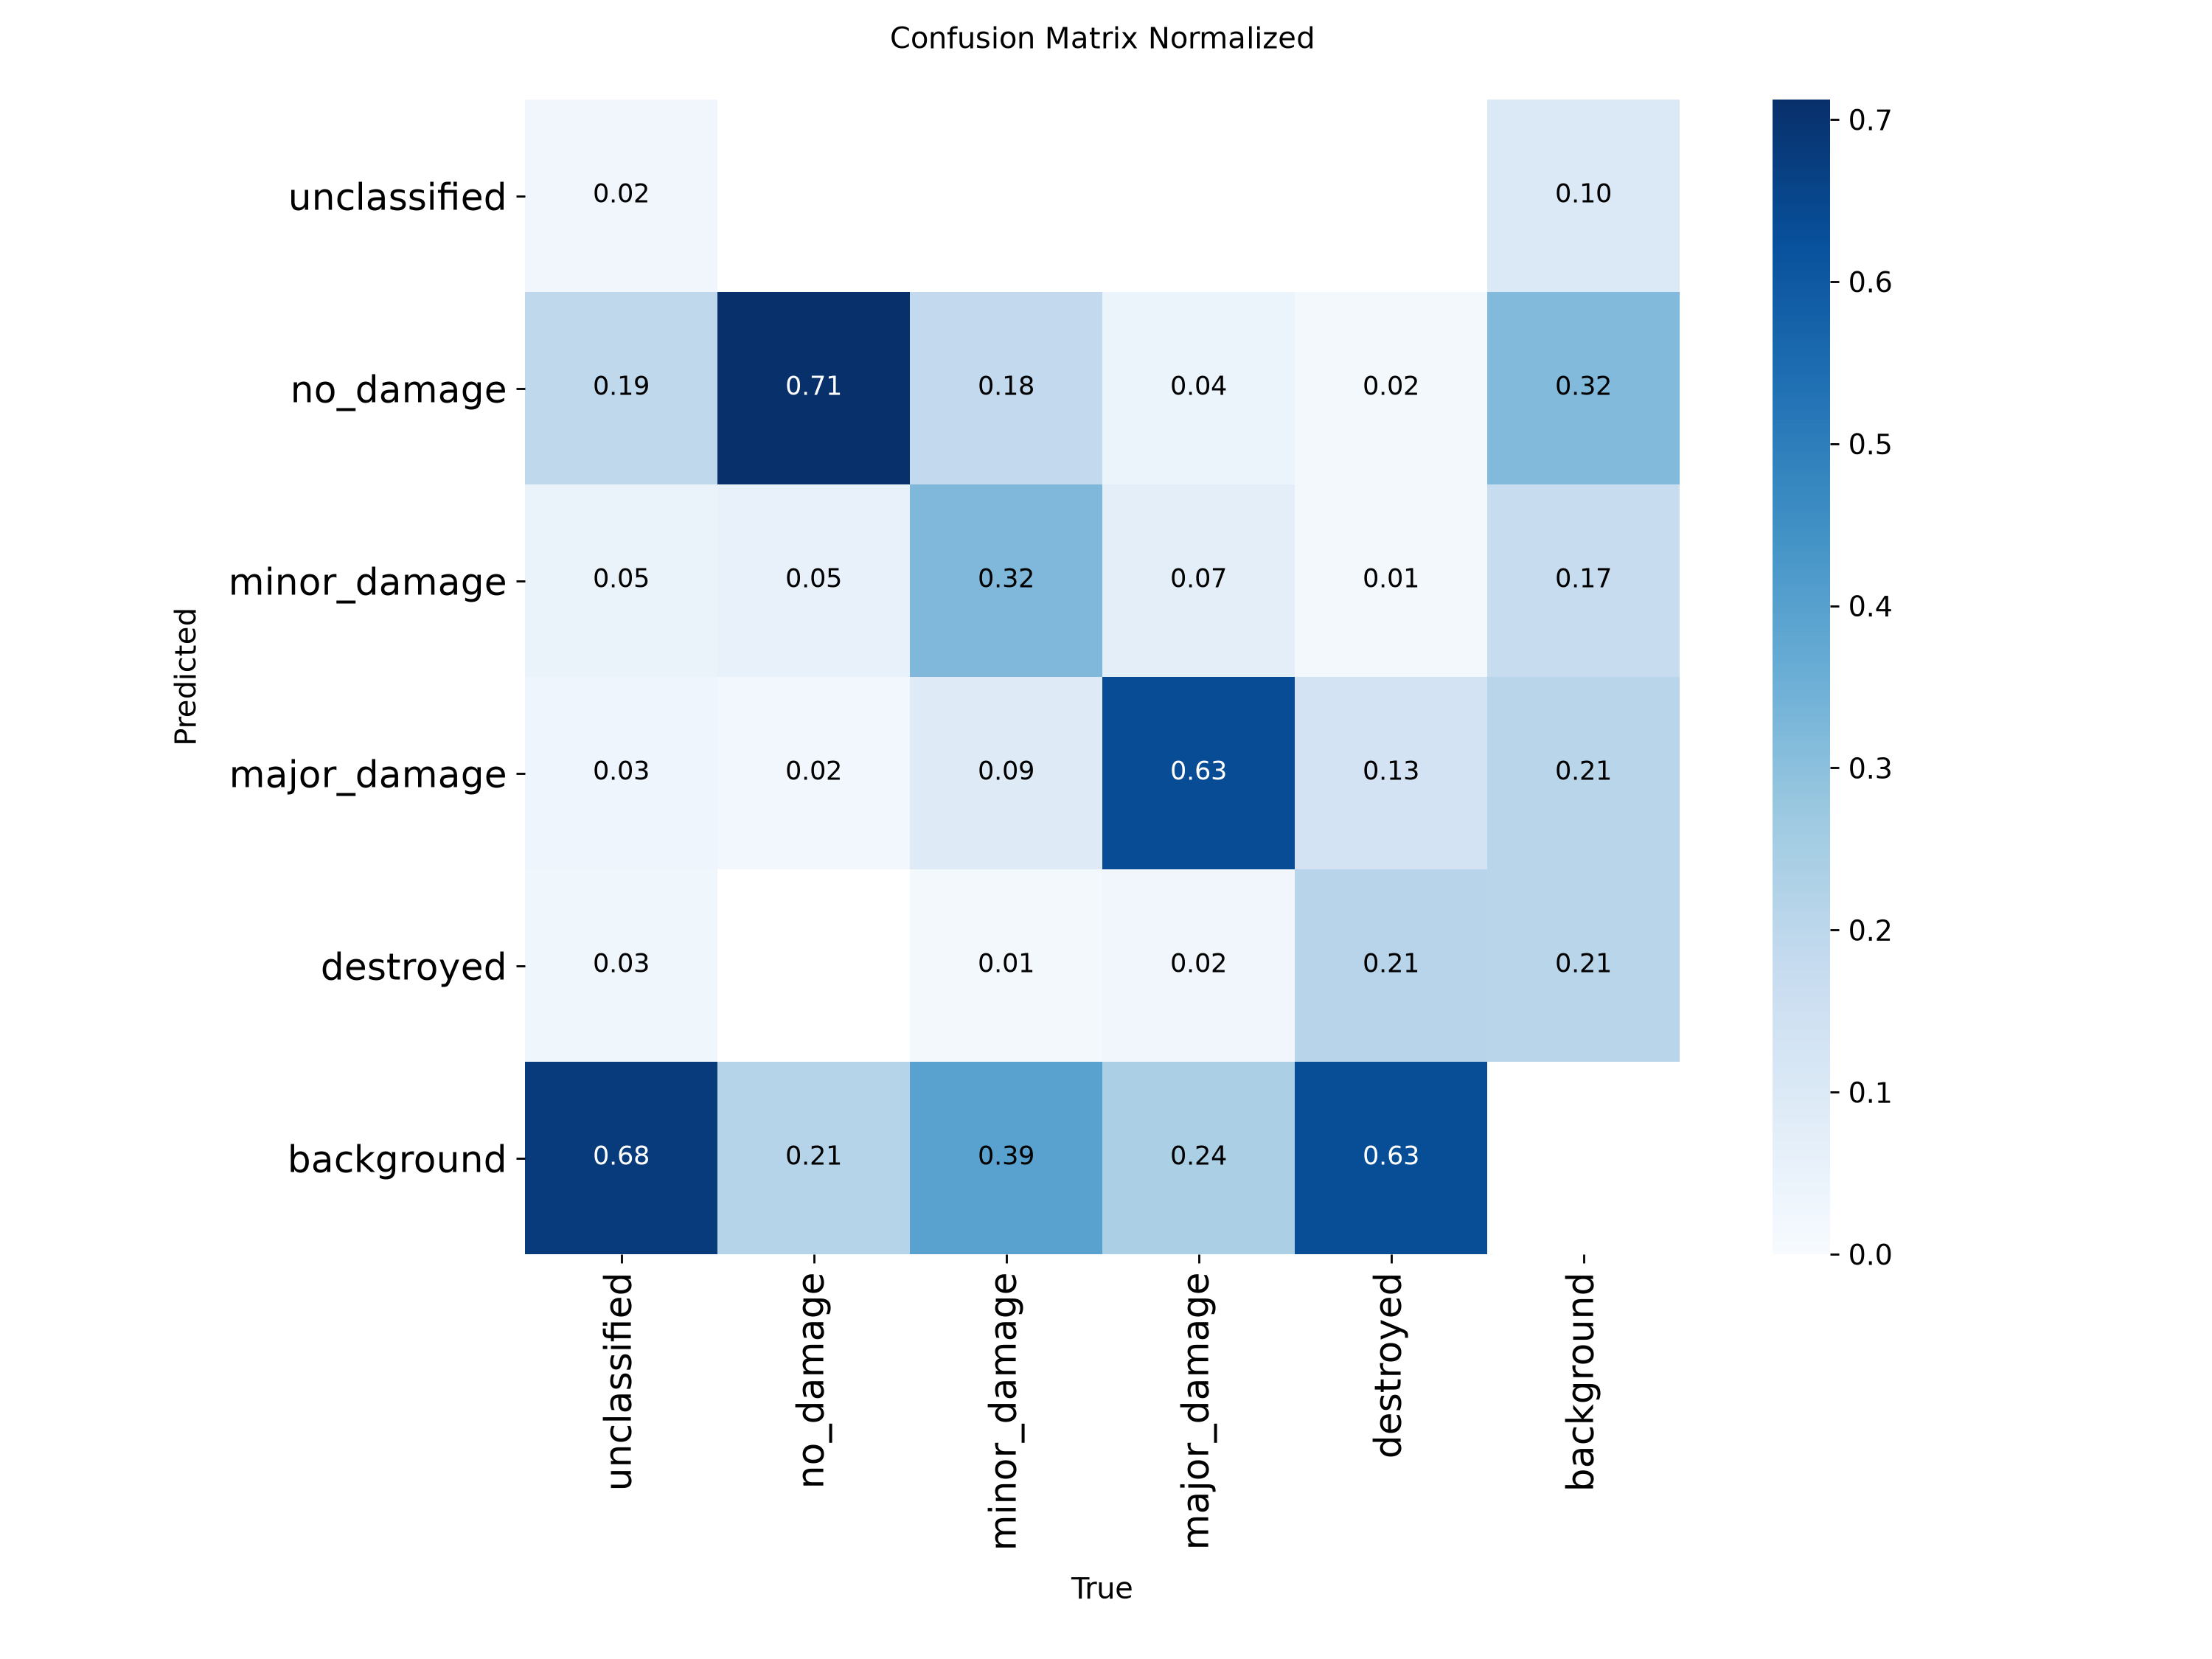 Confusion Matrix Normalized
unclassified 0.02 0.10
no_damage 0.19 0.71 0.18 0.04 0.02 0.32
minor_damage 0.05 0.05 0.32 0.07 0.01 0.17
major_damage 0.03 0.02 0.09 0.63 0.13 0.21
destroyed 0.03 0.01 0.02 0.21 0.21
background 0.68 0.21 0.39 0.24 0.63
Predicted
unclassified
no_damage
minor_damage
major_damage
destroyed
background
True
0.7
0.6
0.5
0.4
0.3
0.2
0.1
0.0